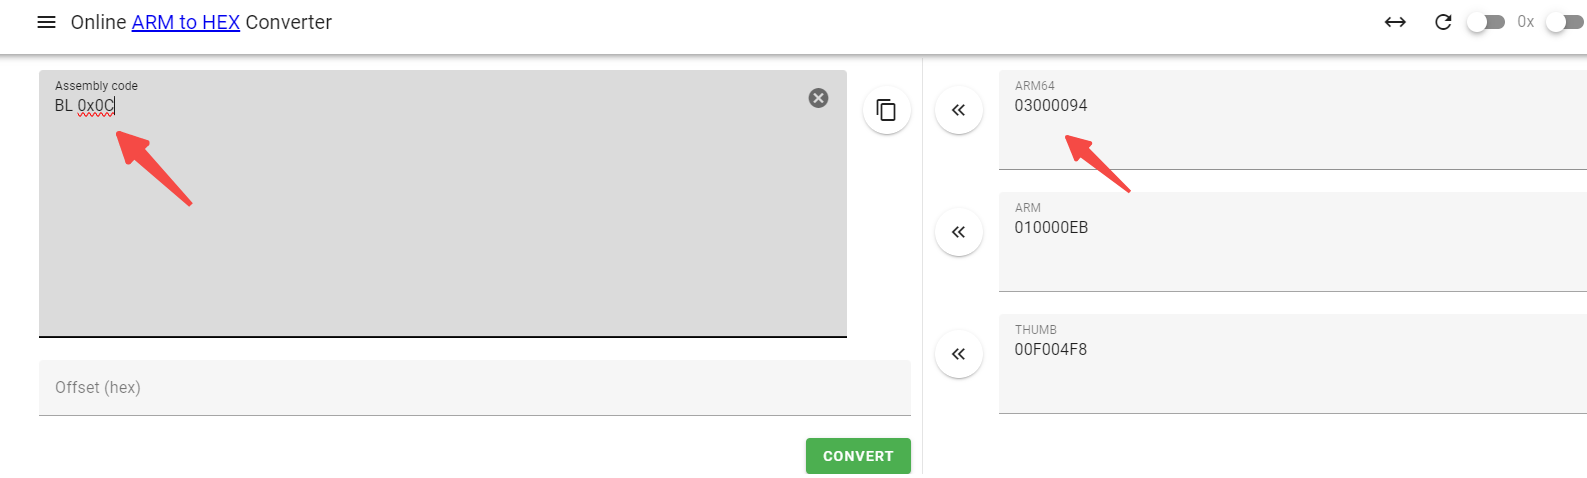 Online ARM to HEX Converter
0x
Assembly code
BL 0x0C
Offset (hex)
CONVERT
ARM64
03000094
ARM
010000EB
THUMB
00F004F8